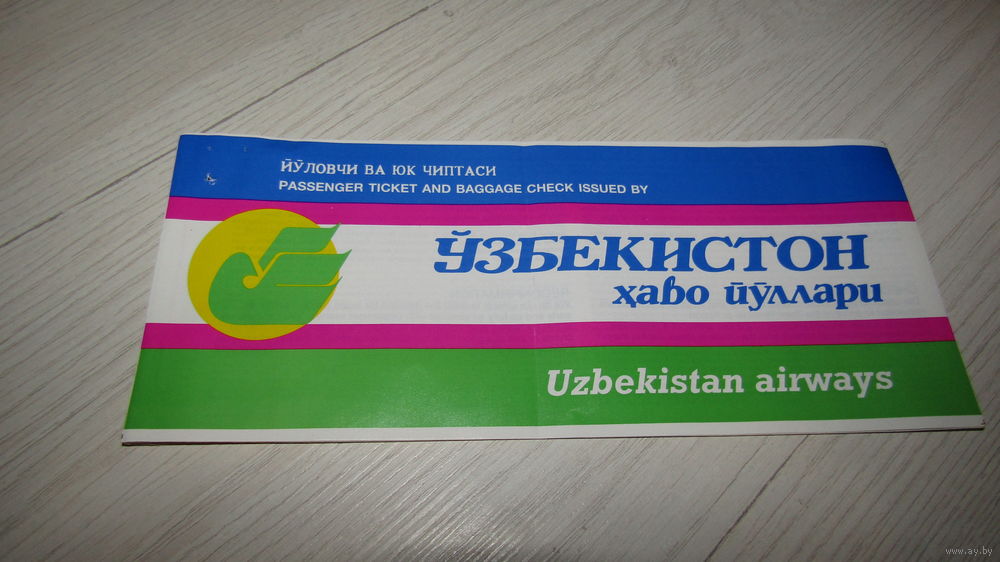 ЙЎЛОВЧИ ВА ЮК ЧИПТАСИ
PASSENGER TICKET AND BAGGAGE CHECK ISSUED BY
ЎЗБЕКИСТОН
ҳаво йўллари
Uzbekistan airways
www.ay.by